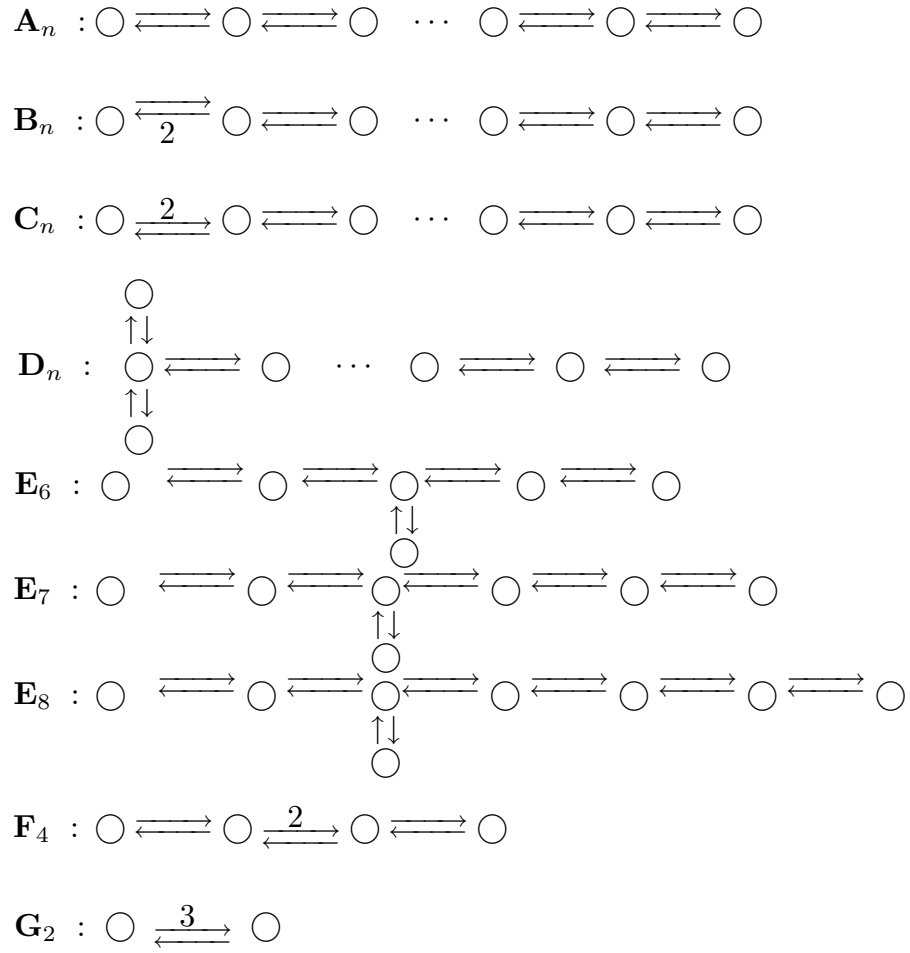 A_n : ⋯
B_n : 2 ⋯
C_n : 2 ⋯
D_n : ⋯
E_6 :
E_7 :
E_8 :
F_4 : 2
G_2 : 3